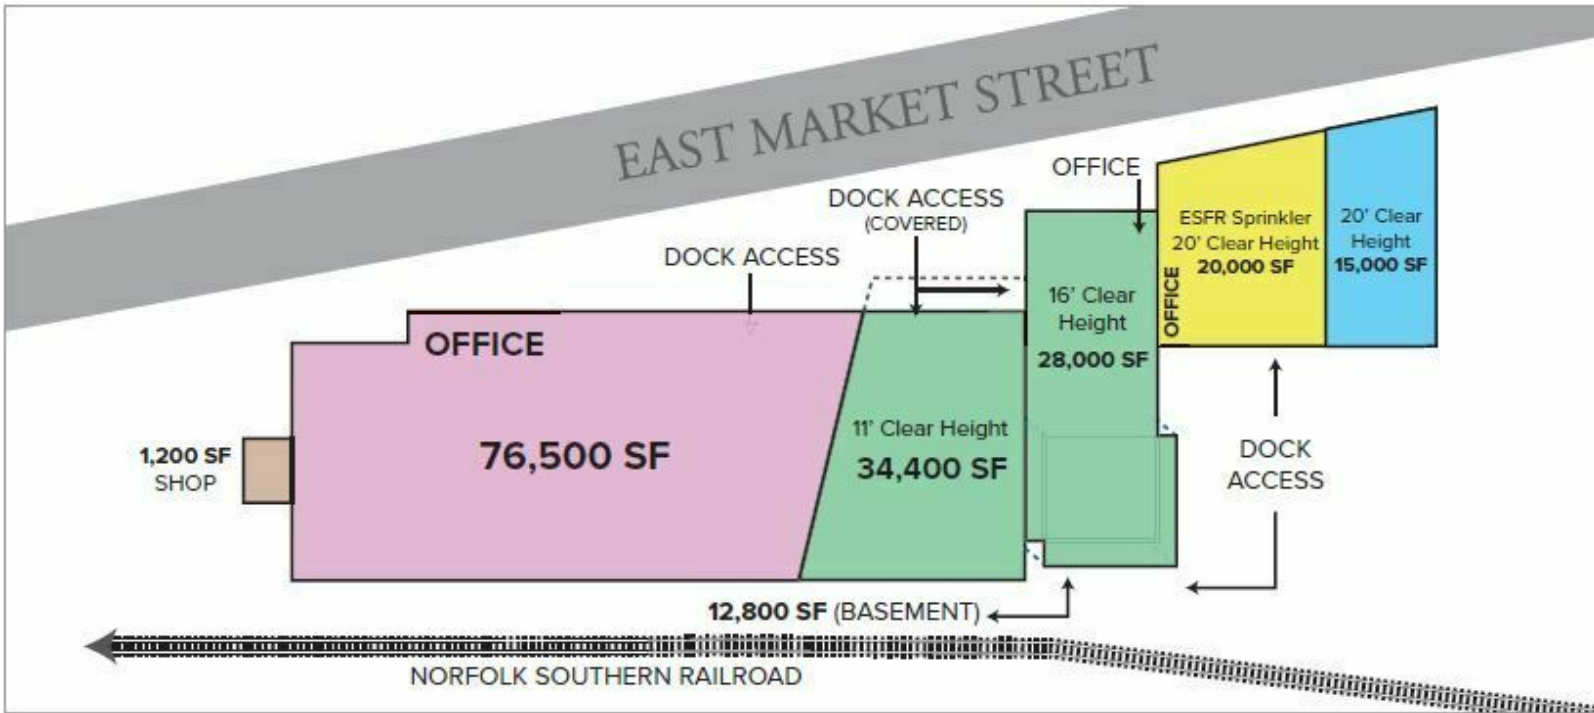 EAST MARKET STREET
OFFICE
DOCK ACCESS
(COVERED)
DOCK ACCESS
ESFR Sprinkler
20' Clear Height
20,000 SF
20' Clear
Height
15,000 SF
OFFICE
16' Clear
Height
28,000 SF
OFFICE
76,500 SF
11' Clear Height
34,400 SF
1,200 SF
SHOP
DOCK
ACCESS
12,800 SF (BASEMENT)
NORFOLK SOUTHERN RAILROAD